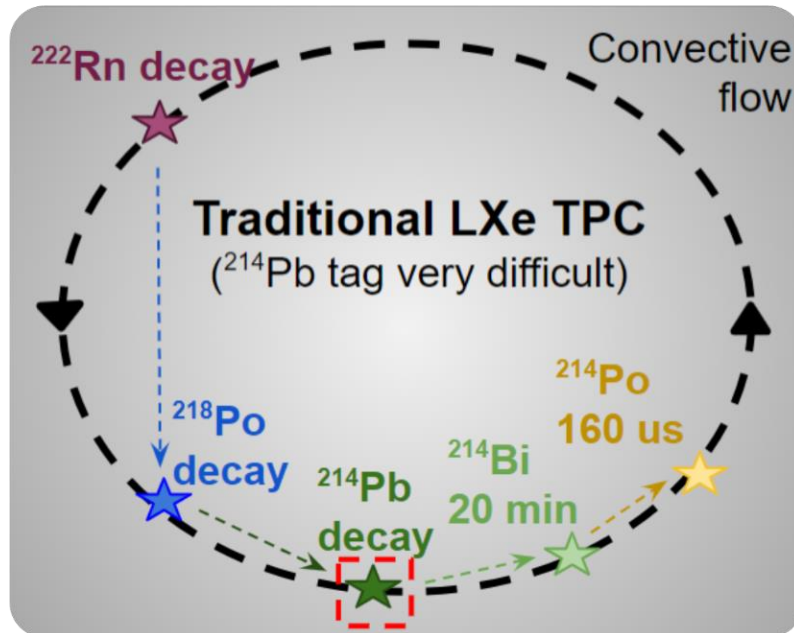 ²²²Rn decay
Convective
flow
Traditional LXe TPC
(²¹⁴Pb tag very difficult)
²¹⁸Po
decay
²¹⁴Pb
decay
²¹⁴Bi
20 min
²¹⁴Po
160 us